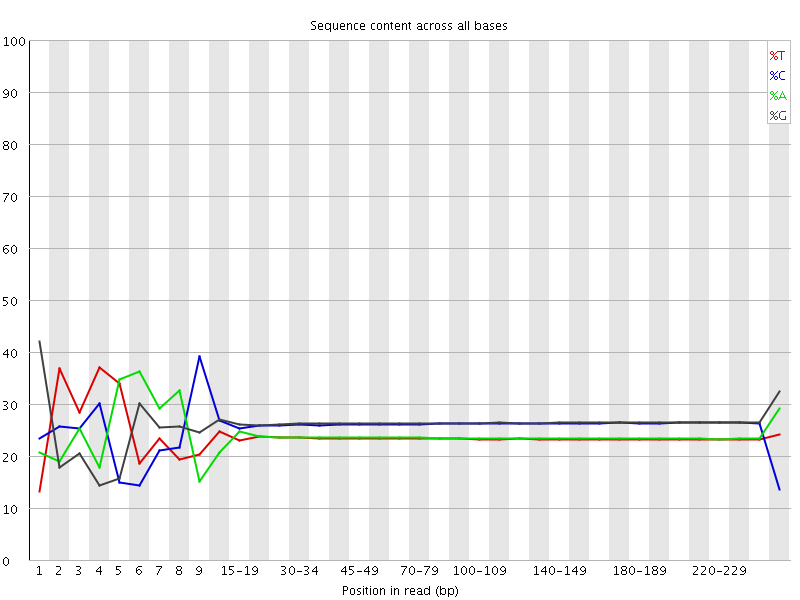 Sequence content across all bases
100
90
80
70
60
50
40
30
20
10
0
%T
%C
%A
%G
1 2 3 4 5 6 7 8 9 15-19 30-34 45-49 70-79 100-109 140-149 180-189 220-229
Position in read (bp)